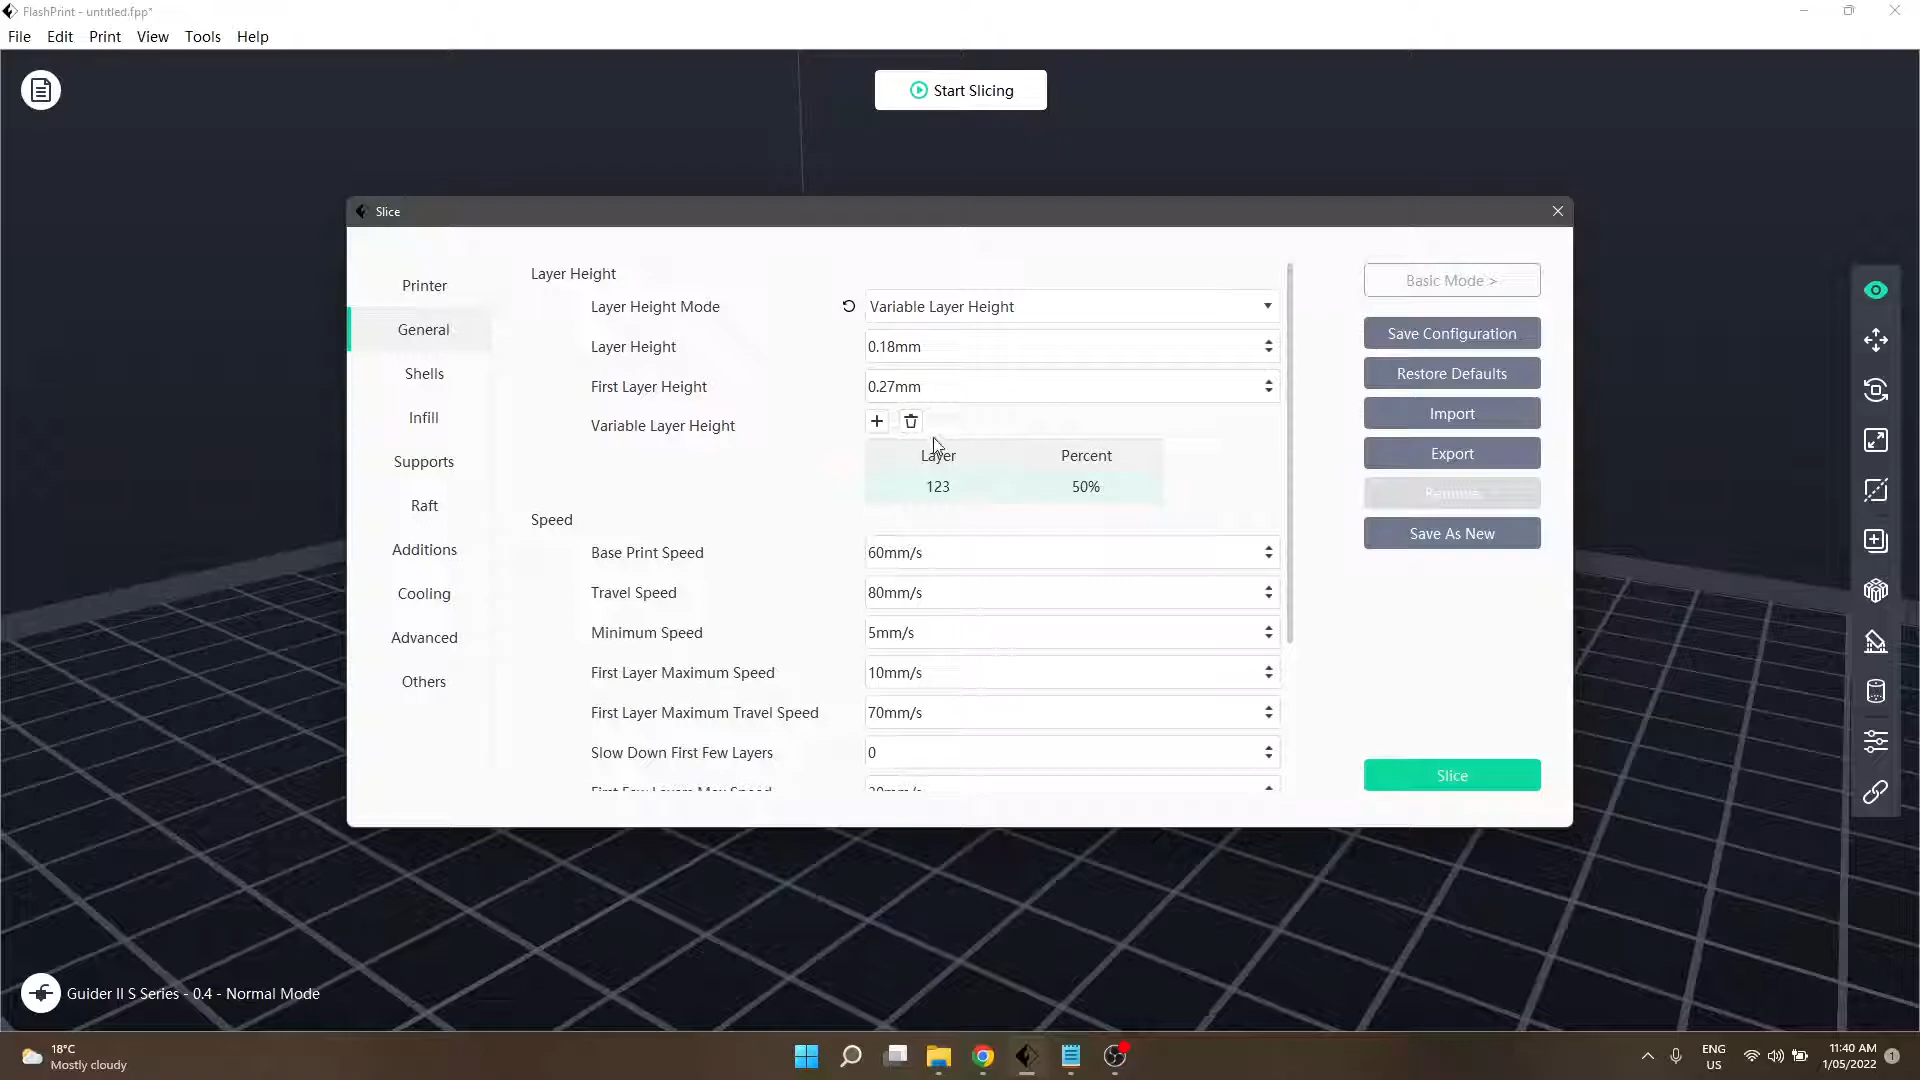 FlashPrint - untitled.fpp*
File Edit Print View Tools Help
Start Slicing
Slice
Printer
General
Shells
Infill
Supports
Raft
Additions
Cooling
Advanced
Others
Layer Height
Layer Height Mode Variable Layer Height
Layer Height 0.18mm
First Layer Height 0.27mm
Variable Layer Height
Layer Percent
123 50%
Speed
Base Print Speed 60mm/s
Travel Speed 80mm/s
Minimum Speed 5mm/s
First Layer Maximum Speed 10mm/s
First Layer Maximum Travel Speed 70mm/s
Slow Down First Few Layers 0
Basic Mode >
Save Configuration
Restore Defaults
Import
Export
Remove
Save As New
Slice
Guider II S Series - 0.4 - Normal Mode
18°C
Mostly cloudy
ENG
US
11:40 AM
1/05/2022
1